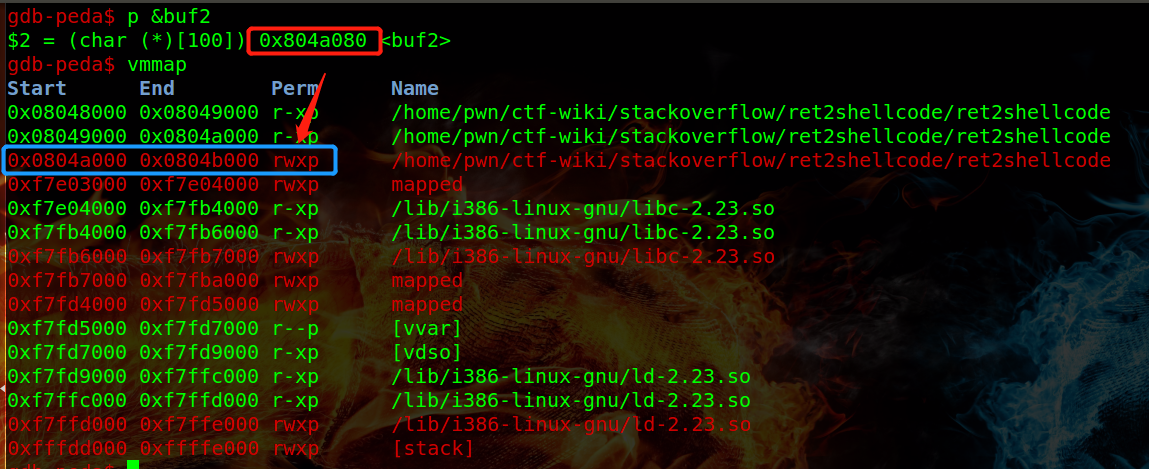 gdb-peda$ p &buf2
$2 = (char (*)[100]) 0x804a080 <buf2>
gdb-peda$ vmmap
Start      End        Perm      Name
0x08048000 0x08049000 r-xp      /home/pwn/ctf-wiki/stackoverflow/ret2shellcode/ret2shellcode
0x08049000 0x0804a000 r-xp      /home/pwn/ctf-wiki/stackoverflow/ret2shellcode/ret2shellcode
0x0804a000 0x0804b000 rwxp      /home/pwn/ctf-wiki/stackoverflow/ret2shellcode/ret2shellcode
0xf7e03000 0xf7e04000 rwxp      mapped
0xf7e04000 0xf7fb4000 r-xp      /lib/i386-linux-gnu/libc-2.23.so
0xf7fb4000 0xf7fb6000 r-xp      /lib/i386-linux-gnu/libc-2.23.so
0xf7fb6000 0xf7fb7000 rwxp      /lib/i386-linux-gnu/libc-2.23.so
0xf7fb7000 0xf7fba000 rwxp      mapped
0xf7fd4000 0xf7fd5000 rwxp      mapped
0xf7fd5000 0xf7fd7000 r--p      [vvar]
0xf7fd7000 0xf7fd9000 r-xp      [vdso]
0xf7fd9000 0xf7ffc000 r-xp      /lib/i386-linux-gnu/ld-2.23.so
0xf7ffc000 0xf7ffd000 r-xp      /lib/i386-linux-gnu/ld-2.23.so
0xf7ffd000 0xf7ffe000 rwxp      /lib/i386-linux-gnu/ld-2.23.so
0xfffdd000 0xffffe000 rwxp      [stack]
gdb-peda$